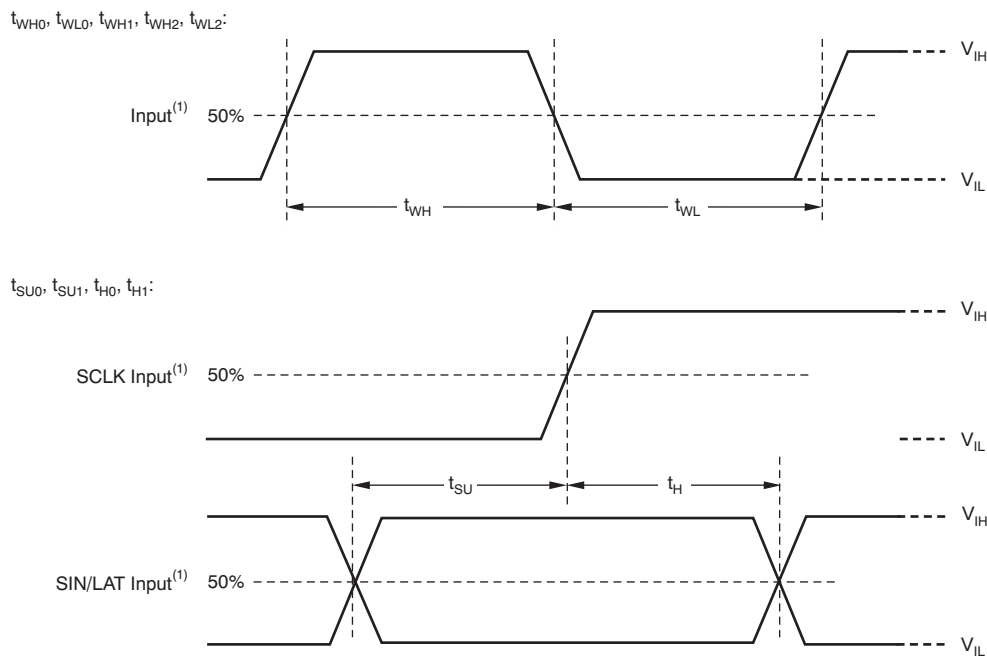 tWH0, tWL0, tWH1, tWH2, tWL2:
VIH
Input(1) 50%
VIL
tWH tWL
tSU0, tSU1, tH0, tH1:
VIH
SCLK Input(1) 50%
VIL
tSU tH
VIH
SIN/LAT Input(1) 50%
VIL